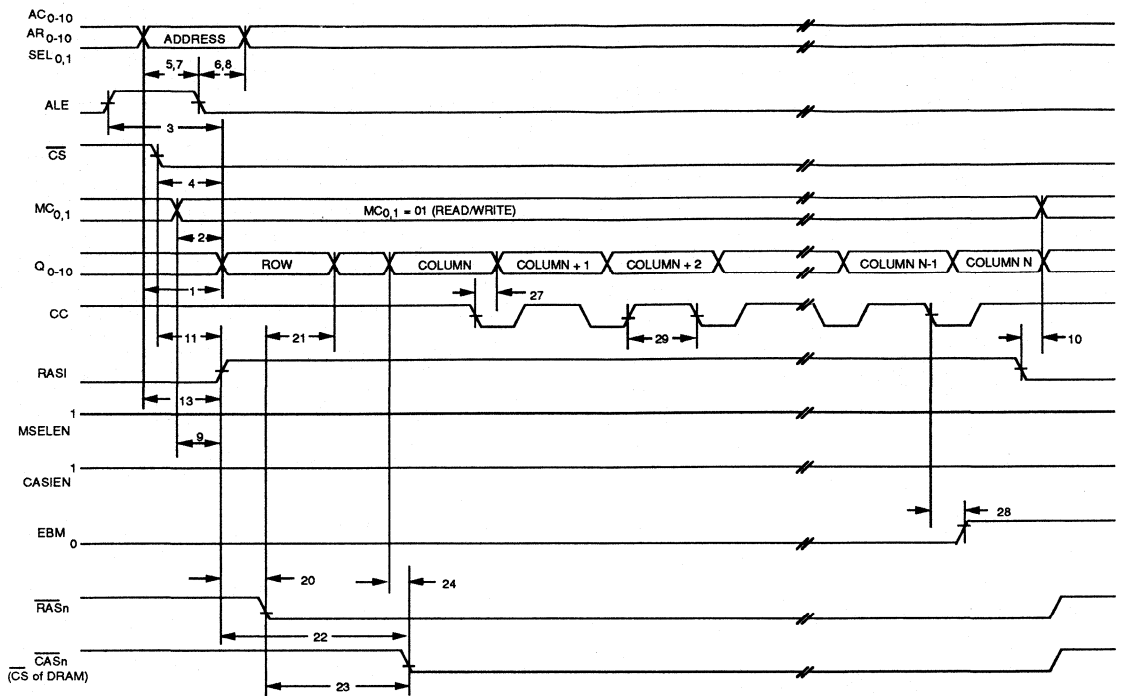 AC0-10
AR0-10
SEL0,1
ADDRESS
5,7 6,8
ALE
3
CS
4
MC0,1
MC0,1 = 01 (READ/WRITE)
2
Q0-10
ROW COLUMN COLUMN + 1 COLUMN + 2 COLUMN N-1 COLUMN N
1
27
CC
11 21 29 10
RASI
13
1
MSELEN
9
1
CASIEN
EBM
0
28
20 24
RASn
22
CASn
(CS of DRAM)
23